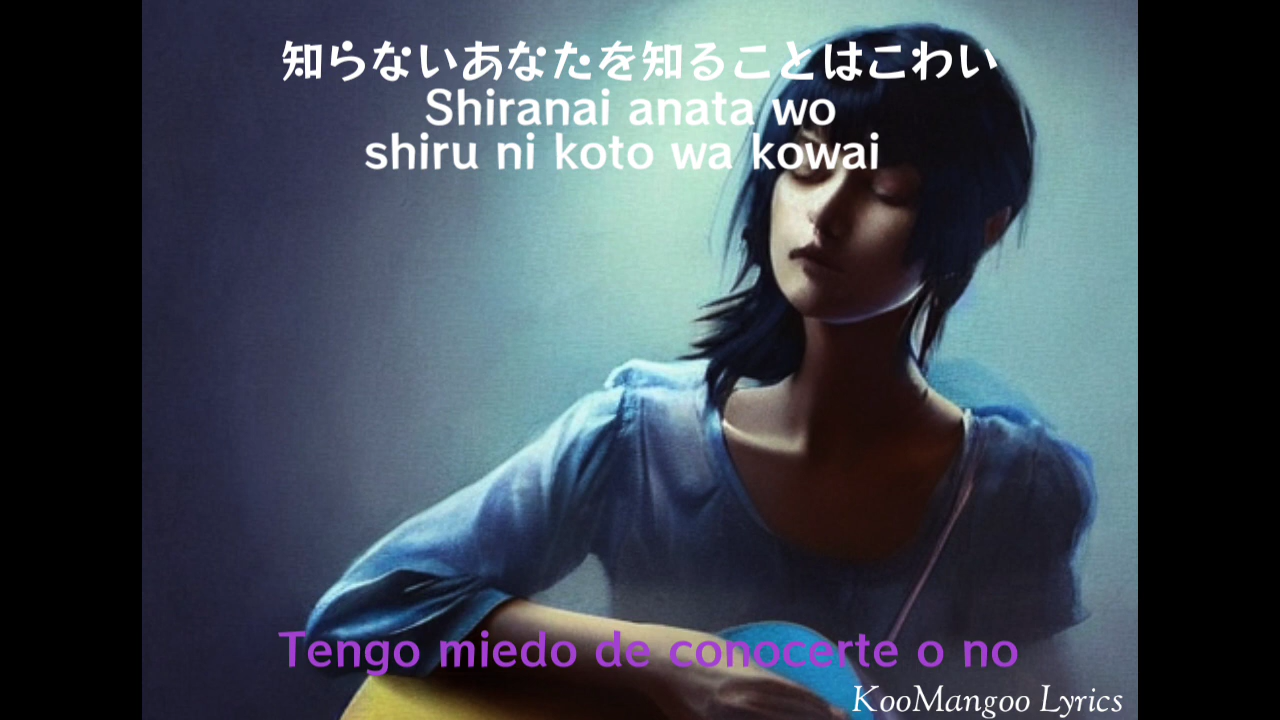 知らないあなたを知ることはこわい
Shiranai anata wo
shiru ni koto wa kowai
Tengo miedo de conocerte o no
KooMangoo Lyrics